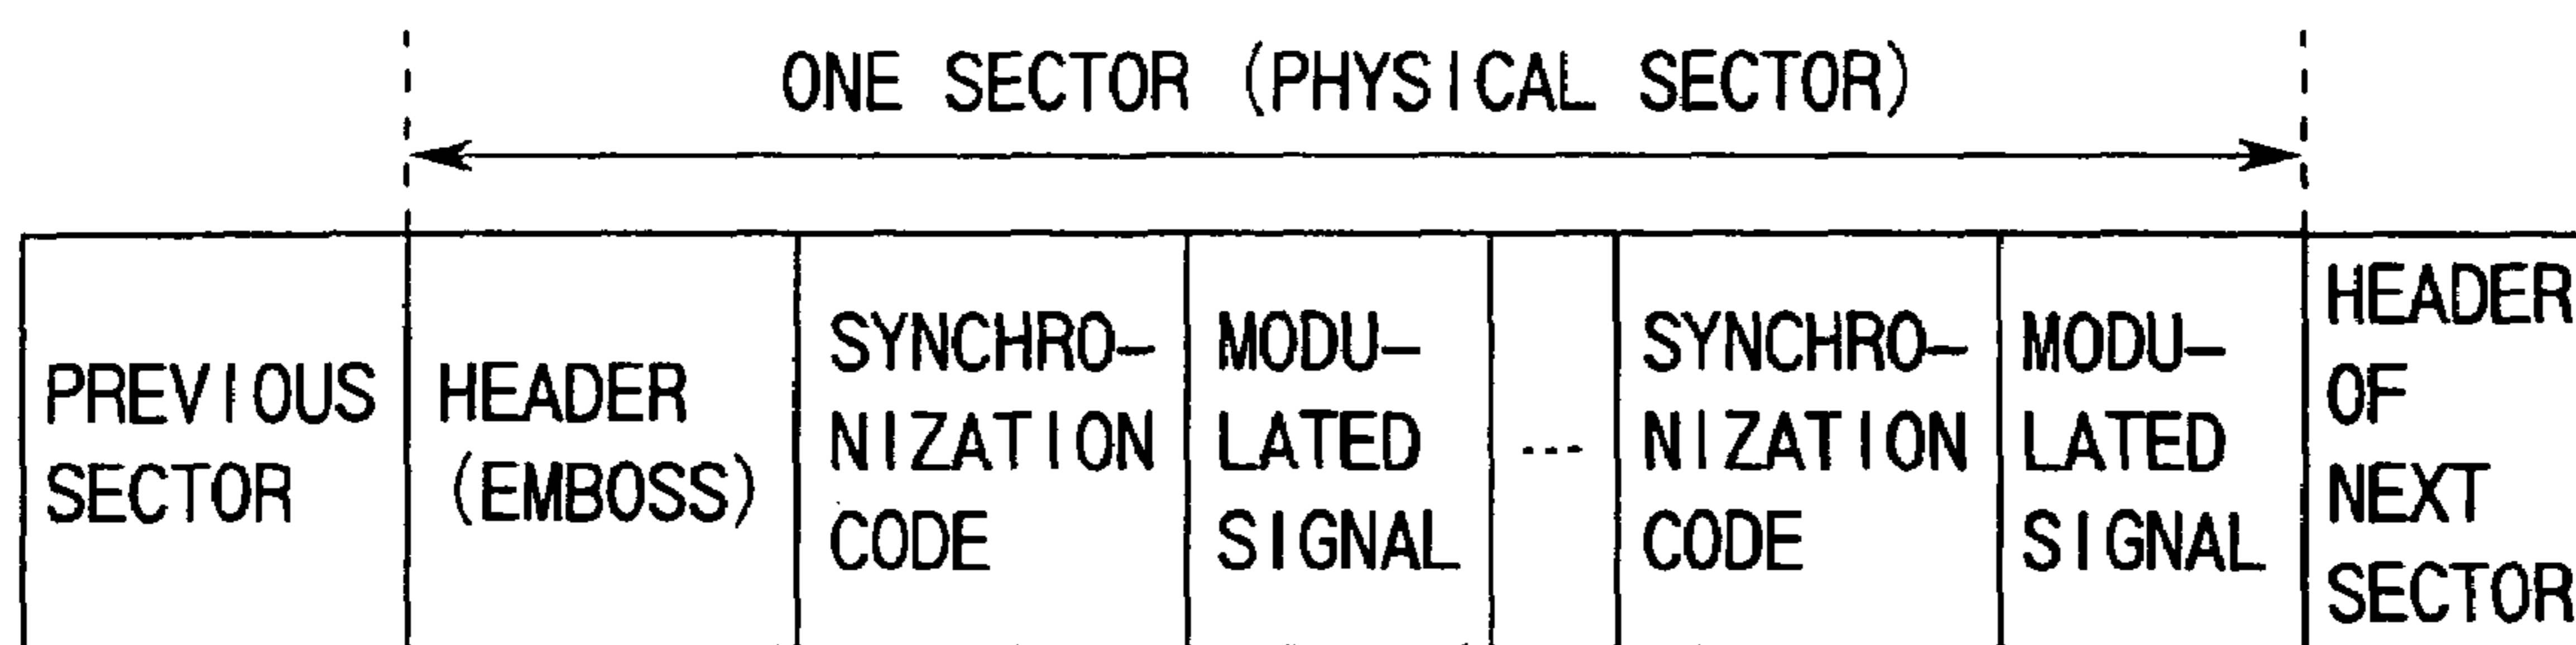 ONE SECTOR (PHYSICAL SECTOR)
PREVIOUS
SECTOR
HEADER
(EMBOSS)
SYNCHRO-
NIZATION
CODE
MODU-
LATED
SIGNAL
...
SYNCHRO-
NIZATION
CODE
MODU-
LATED
SIGNAL
HEADER
OF
NEXT
SECTOR